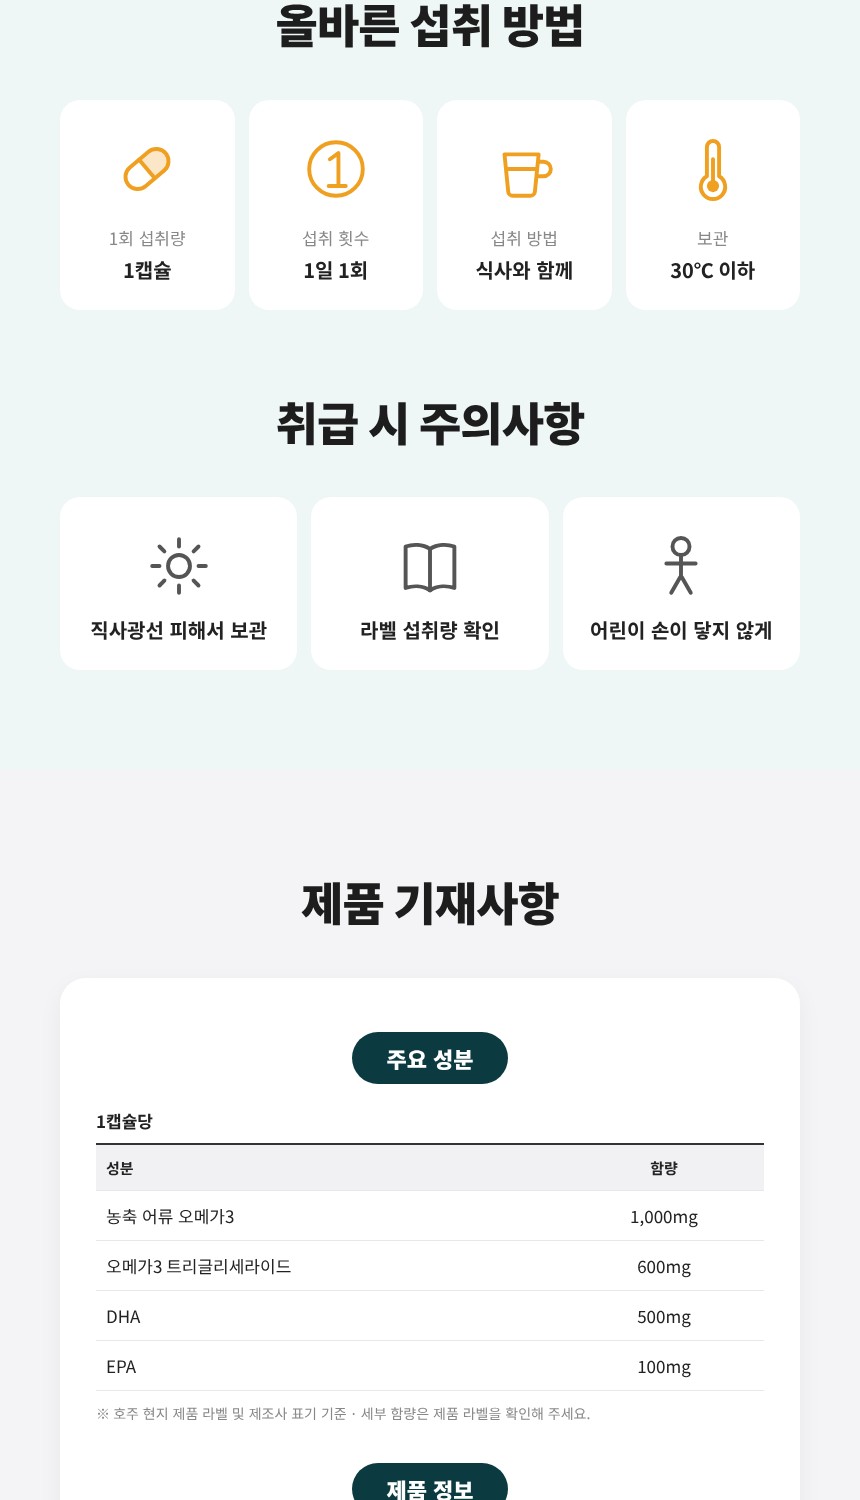 올바른 섭취 방법
1
1회 섭취량
1캡슐
섭취 횟수
1일 1회
섭취 방법
식사와 함께
보관
30℃ 이하
취급 시 주의사항
직사광선 피해서 보관
라벨 섭취량 확인
어린이 손이 닿지 않게
제품 기재사항
주요 성분
1캡슐당
성분 함량
농축 어류 오메가3 1,000mg
오메가3 트리글리세라이드 600mg
DHA 500mg
EPA 100mg
※ 호주 현지 제품 라벨 및 제조사 표기 기준 · 세부 함량은 제품 라벨을 확인해 주세요.
제품 정보